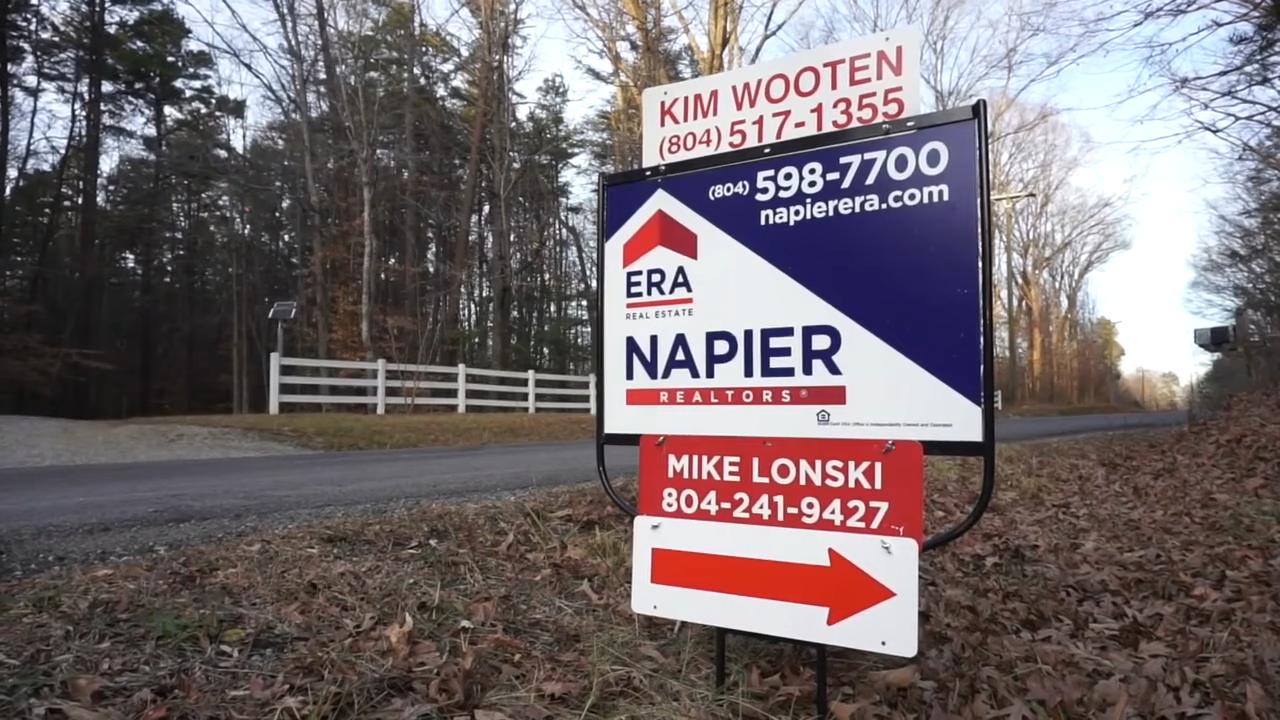 KIM WOOTEN
(804) 517-1355
(804) 598-7700
napierera.com
ERA
REAL ESTATE
NAPIER
REALTORS®
MIKE LONSKI
804-241-9427